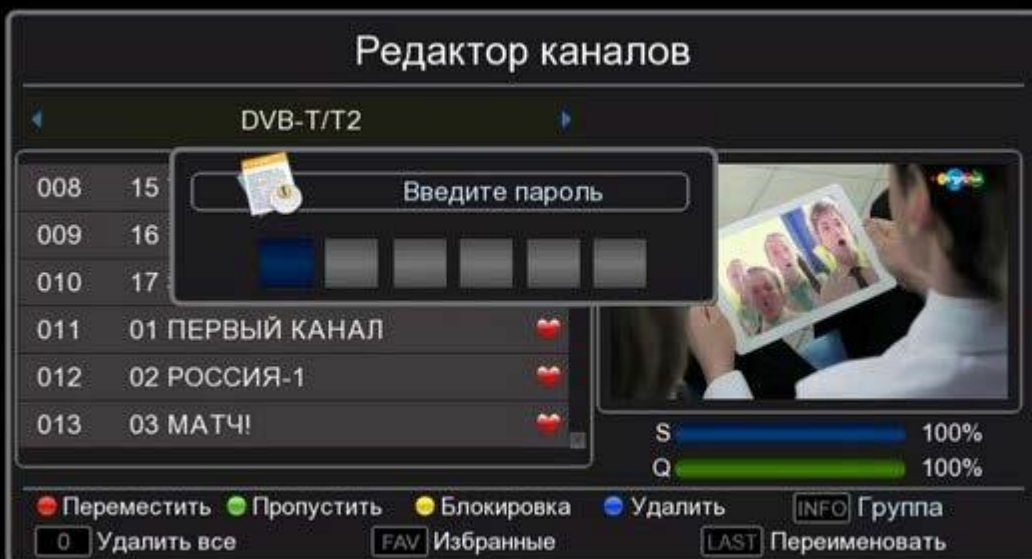 Редактор каналов
DVB-T/T2
Введите пароль
008 15
009 16
010 17
011 01 ПЕРВЫЙ КАНАЛ
012 02 РОССИЯ-1
013 03 МАТЧ!
S 100%
Q 100%
Переместить Пропустить Блокировка Удалить INFO Группа
0 Удалить все FAV Избранные LAST Переименовать